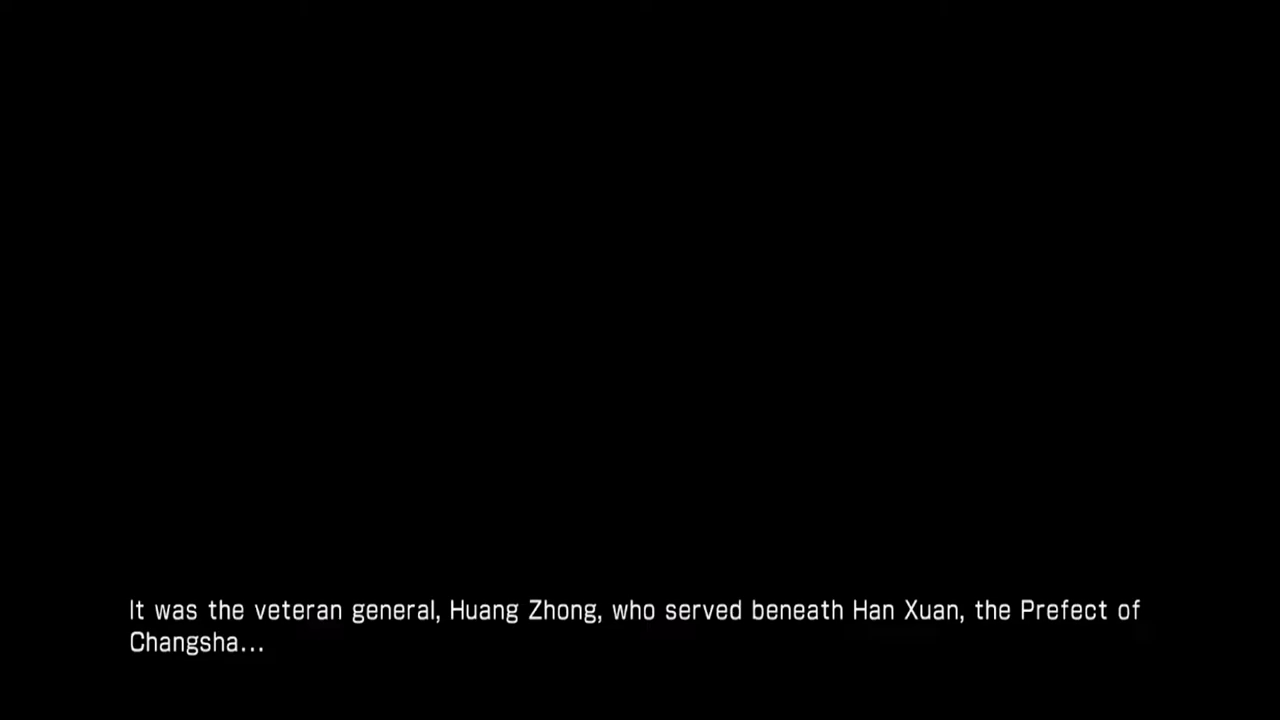 It was the veteran general, Huang Zhong, who served beneath Han Xuan, the Prefect of
Changsha...